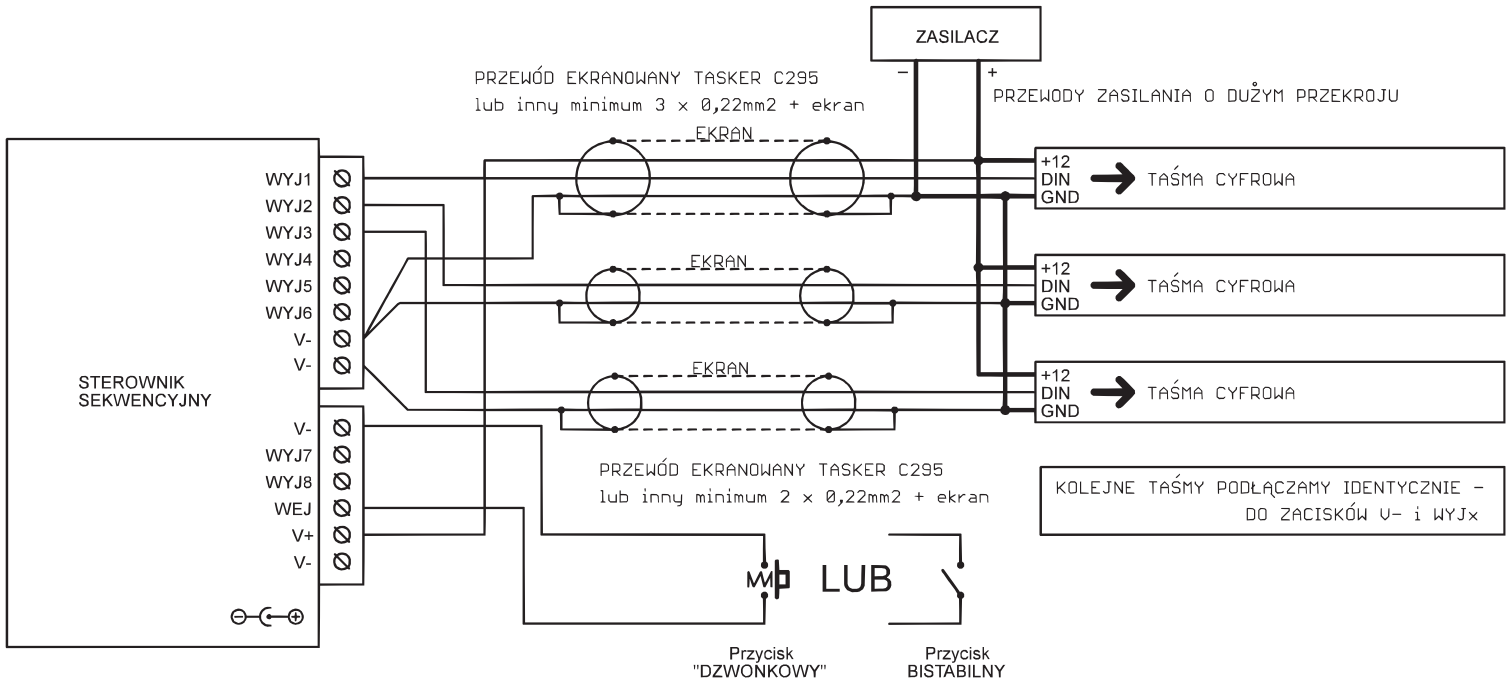 ZASILACZ
− +
PRZEWÓD EKRANOWANY TASKER C295
lub inny minimum 3 x 0,22mm2 + ekran
PRZEWODY ZASILANIA O DUŻYM PRZEKROJU
EKRAN
WYJ1
WYJ2
WYJ3
WYJ4
WYJ5
WYJ6
V-
V-
STEROWNIK
SEKWENCYJNY
V-
WYJ7
WYJ8
WEJ
V+
V-
+12
DIN
GND
TAŚMA CYFROWA
EKRAN
+12
DIN
GND
TAŚMA CYFROWA
EKRAN
+12
DIN
GND
TAŚMA CYFROWA
PRZEWÓD EKRANOWANY TASKER C295
lub inny minimum 2 x 0,22mm2 + ekran
KOLEJNE TAŚMY PODŁĄCZAMY IDENTYCZNIE -
DO ZACISKÓW V- i WYJx
LUB
Przycisk
"DZWONKOWY"
Przycisk
BISTABILNY